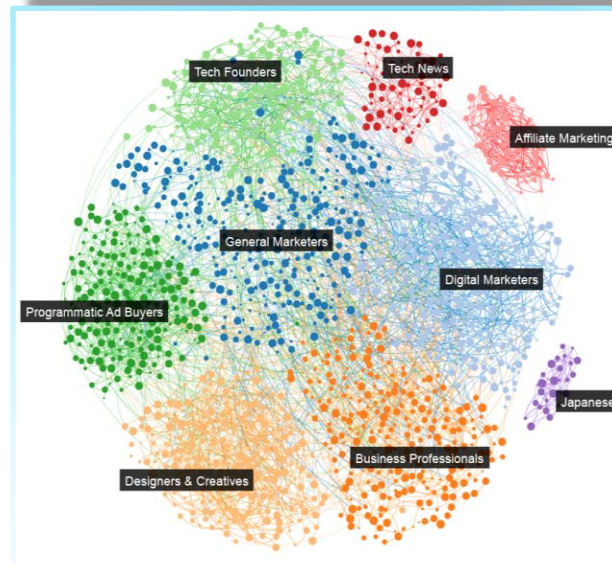 Tech Founders
Tech News
Affiliate Marketing
General Marketers
Digital Marketers
Programmatic Ad Buyers
Japanese
Business Professionals
Designers & Creatives